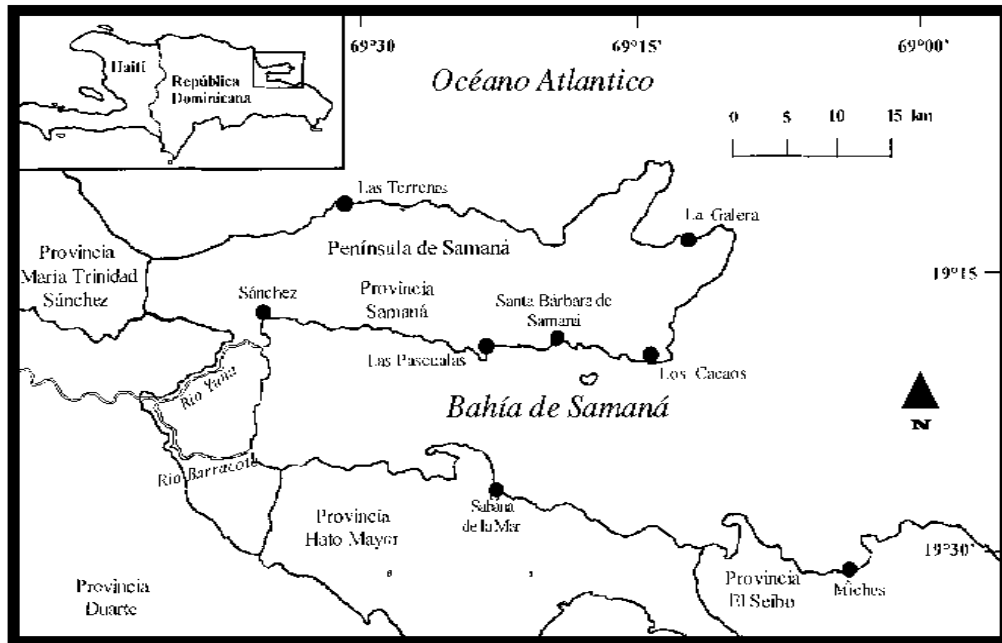 69°30
69°15'
69°00'
Haití
República
Dominicana
Océano Atlantico
0 5 10 15 km
Las Terrenas
La Galera
Península de Samaná
Provincia
Maria Trinidad
Sánchez
19°15'
Sánchez
Provincia
Samaná
Santa Bárbara de
Samaná
Las Pascualas
Los Cacaos
Río Yuna
Bahía de Samaná
N
Río Barracote
Sabana
de la Mar
Provincia
Hato Mayor
19°30'
Provincia
El Seibo
Miches
Provincia
Duarte